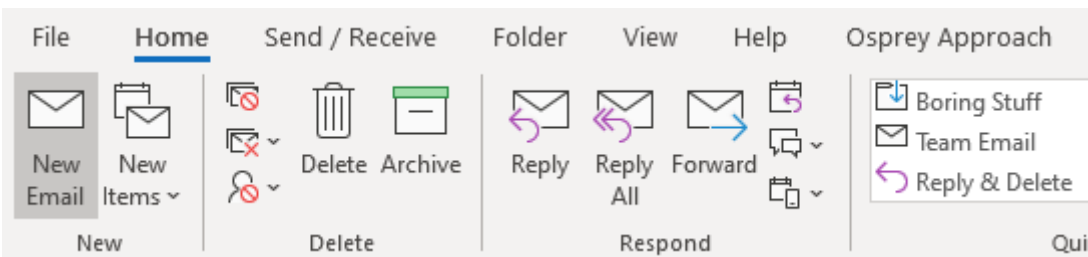 File Home Send / Receive Folder View Help Osprey Approach
New Email
New Items
Delete
Archive
Reply
Reply All
Forward
Boring Stuff
Team Email
Reply & Delete
New Delete Respond Qui